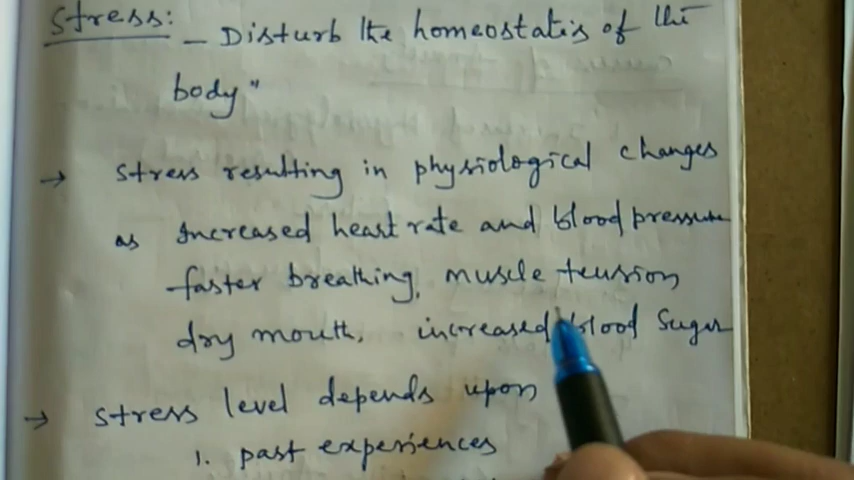 Stress: - Disturb the homeostatis of the
body"
→ Stress resulting in physiological changes
as Increased heart rate and blood pressure
faster breathing, muscle tension
dry mouth, increased blood Sugar
→ Stress level depends upon
1. past experiences